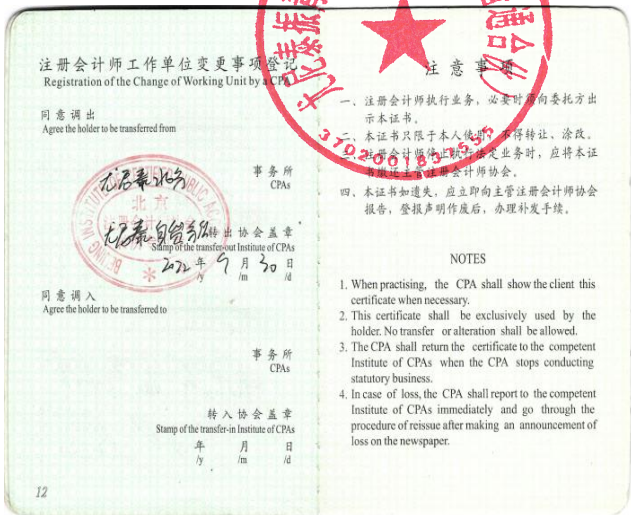 注册会计师工作单位变更事项登记
Registration of the Change of Working Unit by a CPA
同意调出
Agree the holder to be transferred from
事务所
CPAs
北京
转出协会盖章
Stamp of the transfer-out Institute of CPAs
2022 年 9 月 30 日
/y /m /d
同意调入
Agree the holder to be transferred to
事务所
CPAs
转入协会盖章
Stamp of the transfer-in Institute of CPAs
年 月 日
/y /m /d
12
3702001837555
注意事项
一、注册会计师执行业务，必要时须向委托方出
示本证书。
二、本证书只限于本人使用，不得转让、涂改。
三、注册会计师停止执行法定业务时，应将本证
书缴还主管注册会计师协会。
四、本证书如遗失，应立即向主管注册会计师协会
报告，登报声明作废后，办理补发手续。
NOTES
1. When practising, the CPA shall show the client this
certificate when necessary.
2. This certificate shall be exclusively used by the
holder. No transfer or alteration shall be allowed.
3. The CPA shall return the certificate to the competent
Institute of CPAs when the CPA stops conducting
statutory business.
4. In case of loss, the CPA shall report to the competent
Institute of CPAs immediately and go through the
procedure of reissue after making an announcement of
loss on the newspaper.